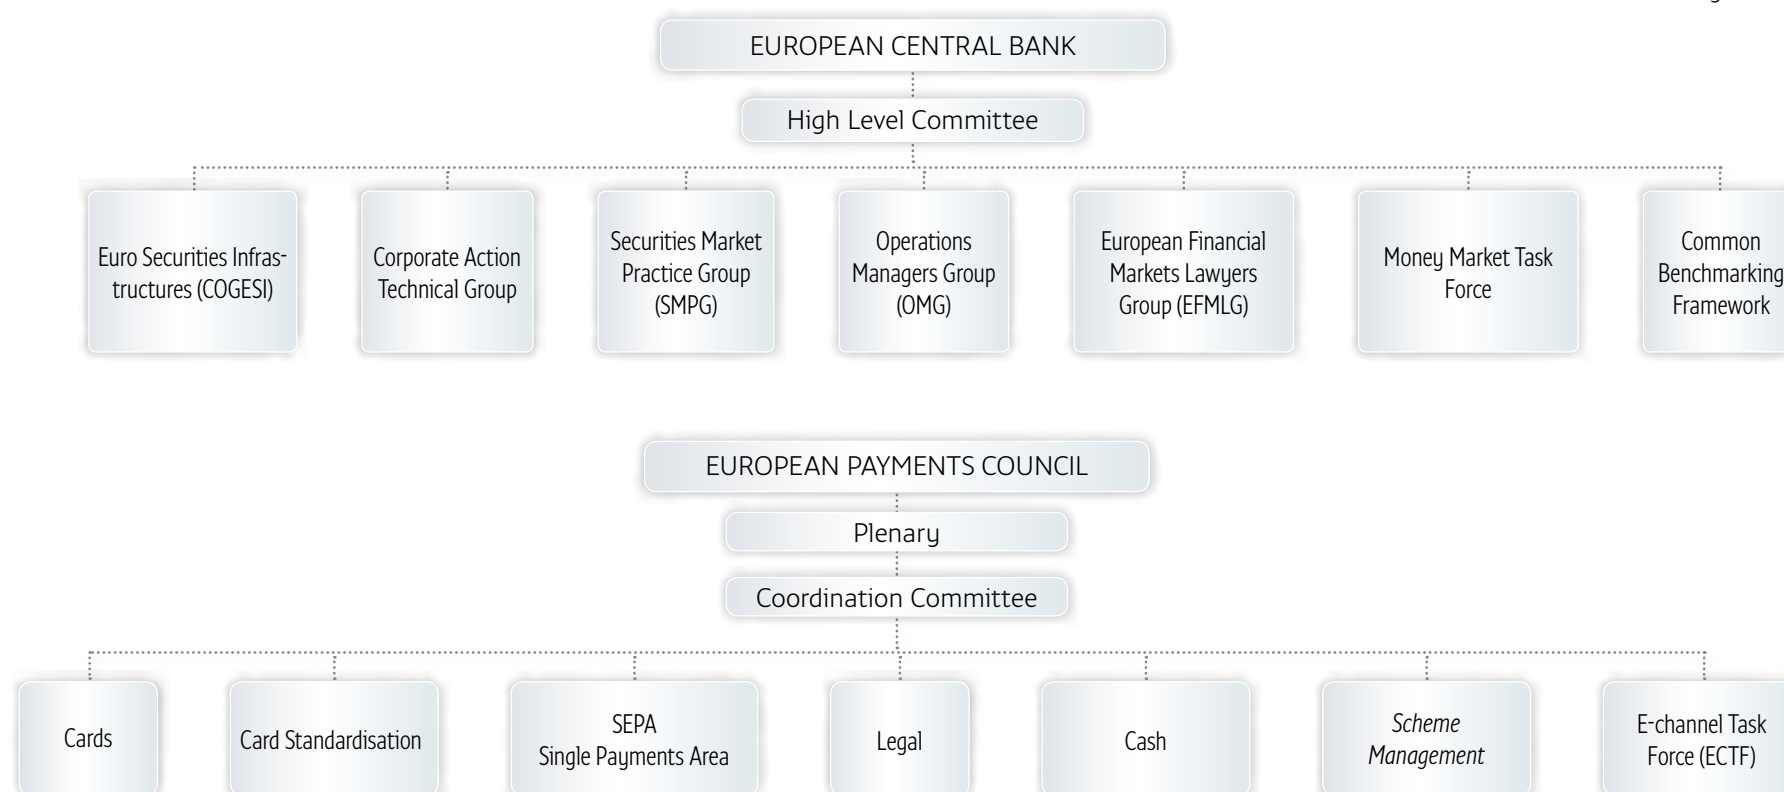 EUROPEAN CENTRAL BANK
High Level Committee
Euro Securities Infras-
tructures (COGESI)
Corporate Action
Technical Group
Securities Market
Practice Group
(SMPG)
Operations
Managers Group
(OMG)
European Financial
Markets Lawyers
Group (EFMLG)
Money Market Task
Force
Common
Benchmarking
Framework
EUROPEAN PAYMENTS COUNCIL
Plenary
Coordination Committee
Cards
Card Standardisation
SEPA
Single Payments Area
Legal
Cash
Scheme
Management
E-channel Task
Force (ECTF)